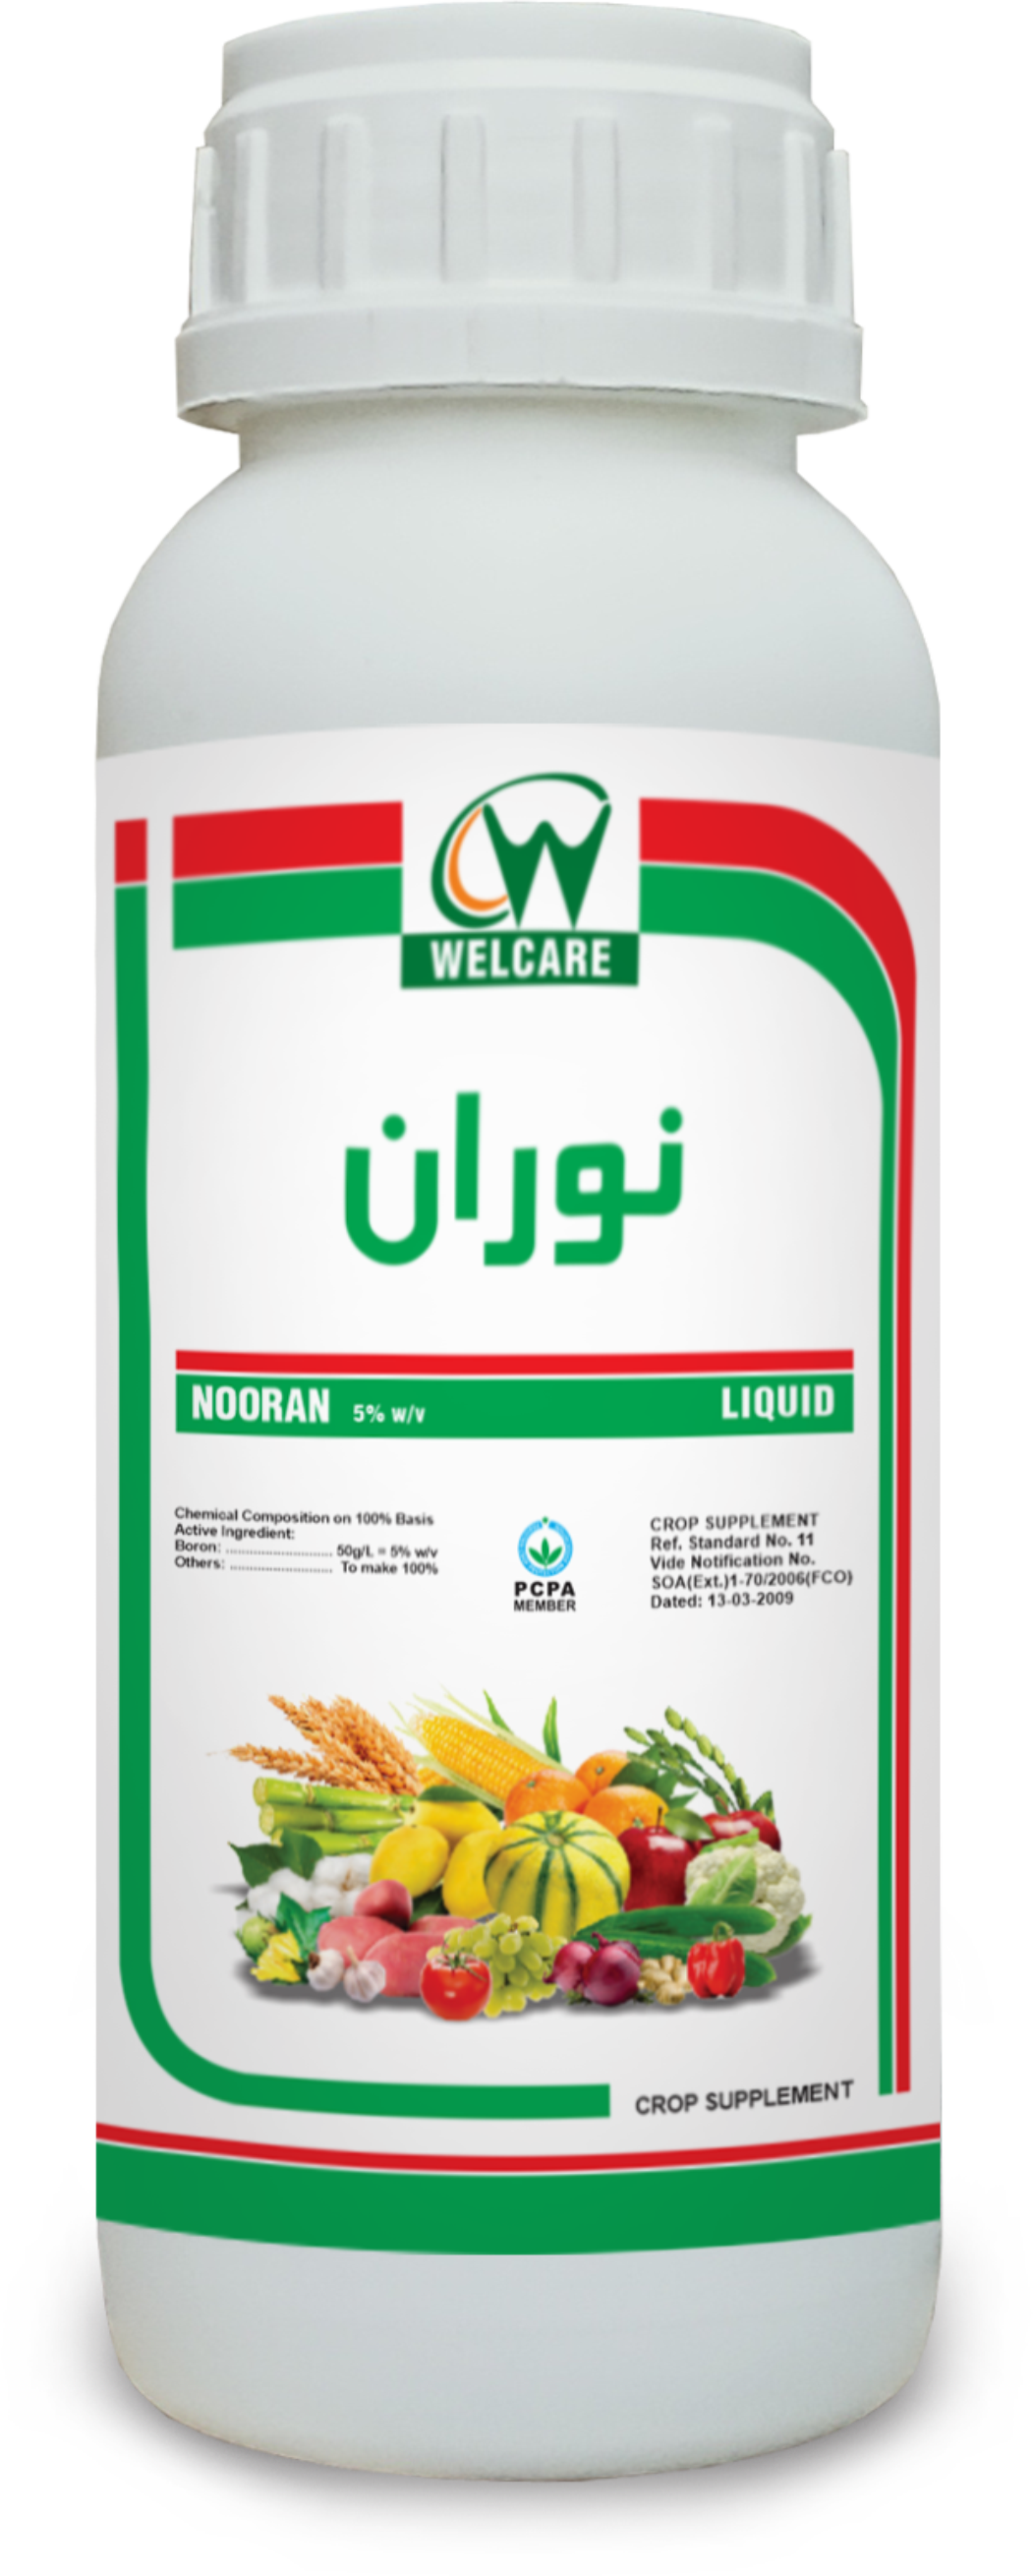 WELCARE
نوران
NOORAN 5% w/v LIQUID
Chemical Composition on 100% Basis
Active Ingredient:
Boron: ........................... 50g/L = 5% w/v
Others: .......................... To make 100%
PCPA
MEMBER
CROP SUPPLEMENT
Ref. Standard No. 11
Vide Notification No.
SOA(Ext.)1-70/2006(FCO)
Dated: 13-03-2009
CROP SUPPLEMENT